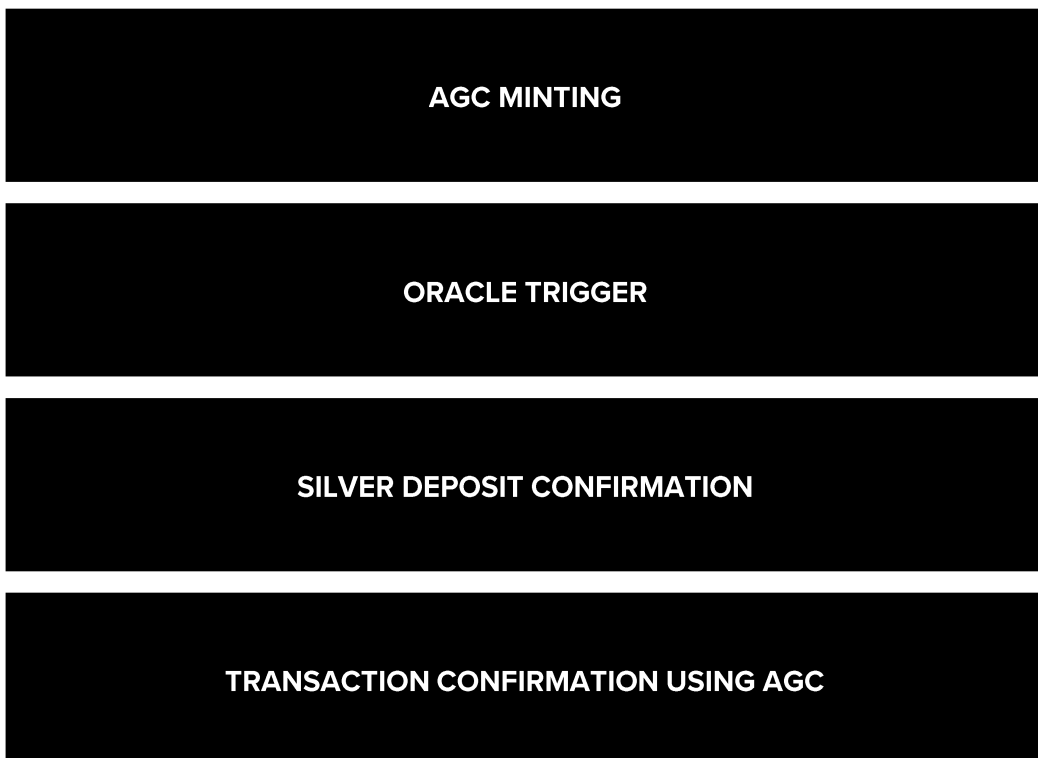 AGC MINTING
ORACLE TRIGGER
SILVER DEPOSIT CONFIRMATION
TRANSACTION CONFIRMATION USING AGC